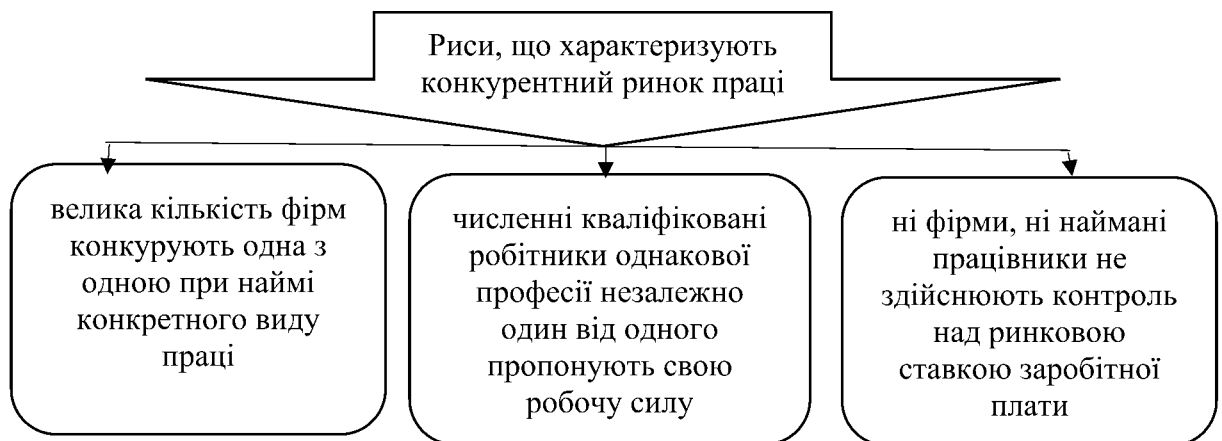 Риси, що характеризують
конкурентний ринок праці
велика кількість фірм
конкурують одна з
одною при наймі
конкретного виду
праці
численні кваліфіковані
робітники однакової
професії незалежно
один від одного
пропонують свою
робочу силу
ні фірми, ні наймані
працівники не
здійснюють контроль
над ринковою
ставкою заробітної
плати